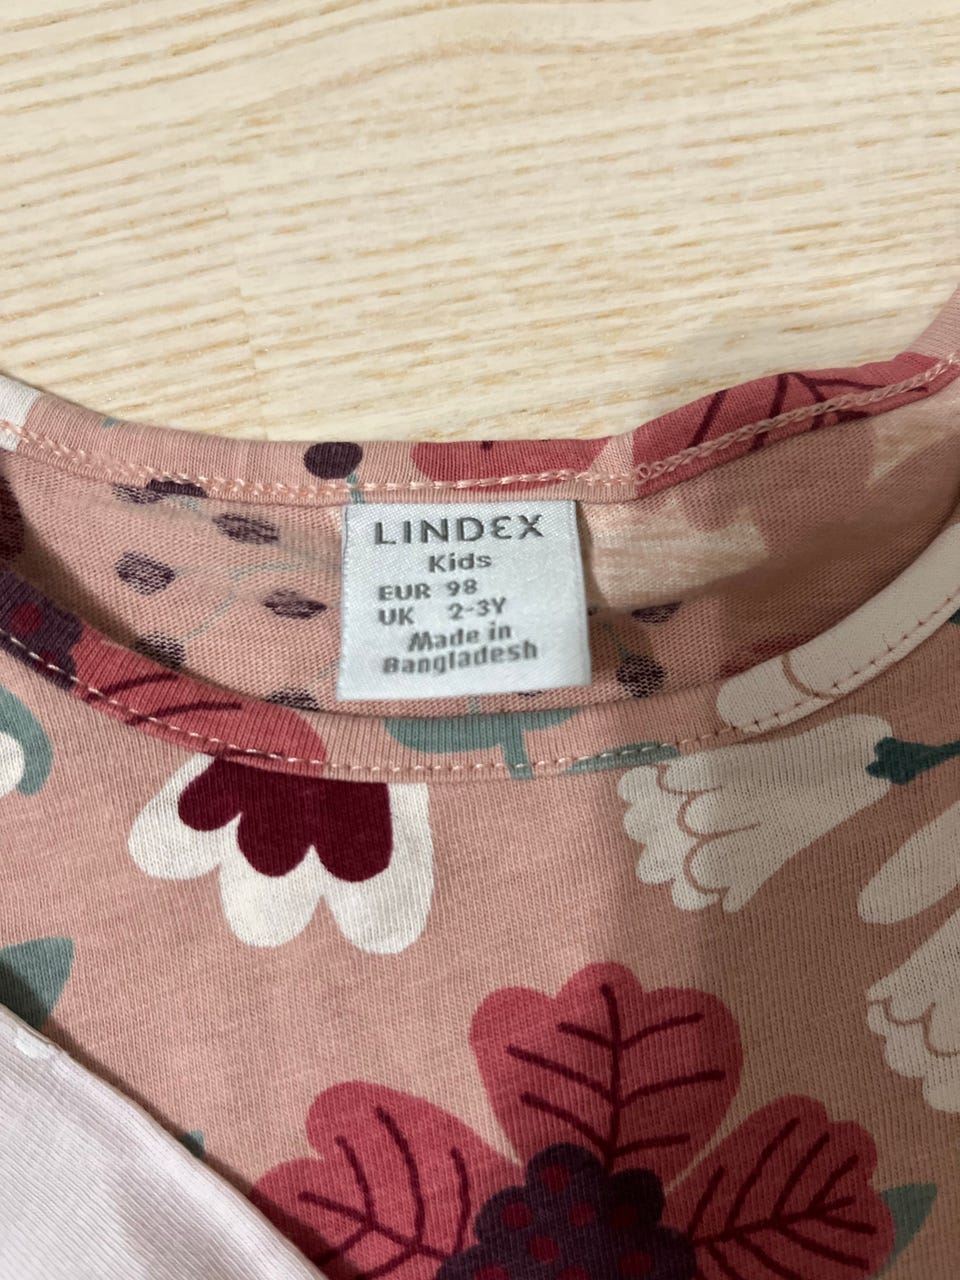 LINDEX
Kids
EUR 98
UK 2-3Y
Made in
Bangladesh